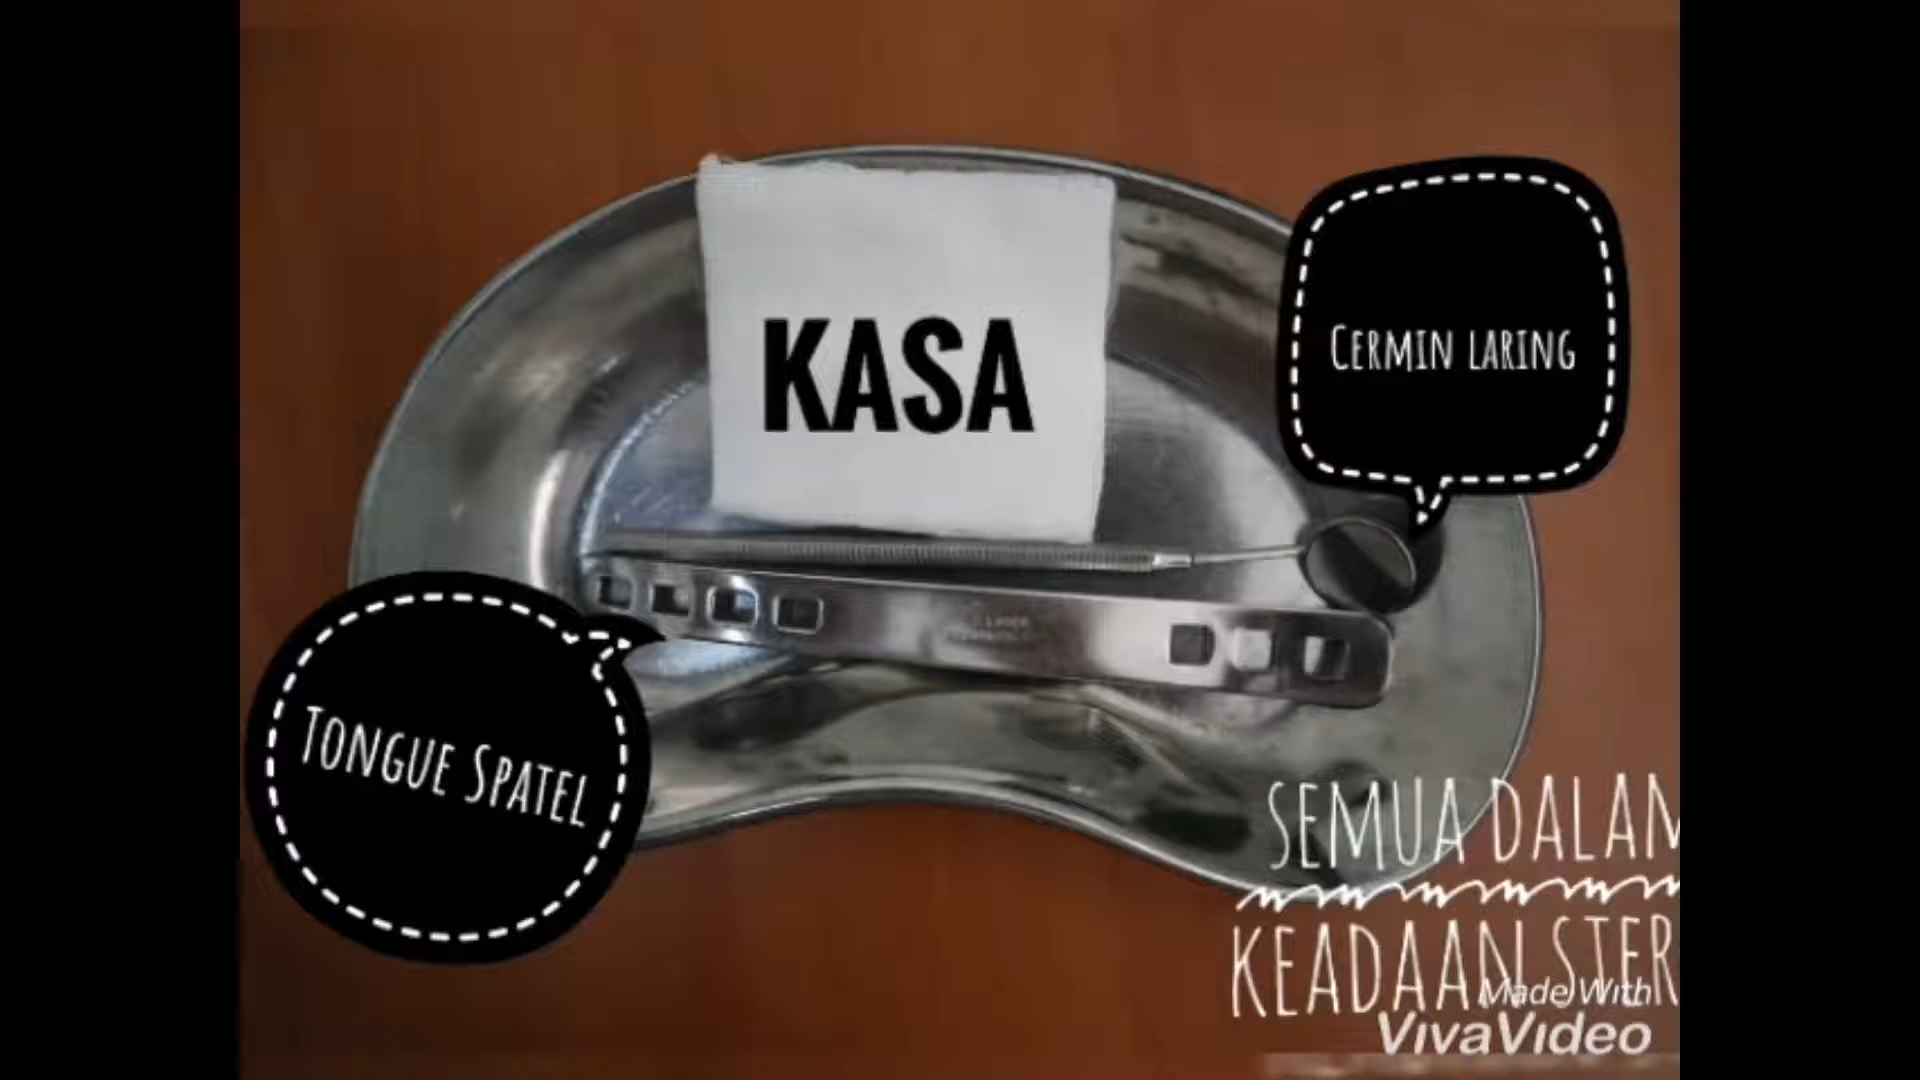 KASA
CERMIN LARING
TONGUE SPATEL
SEMUA DALAM
KEADAAN STER
Made With
VivaVideo